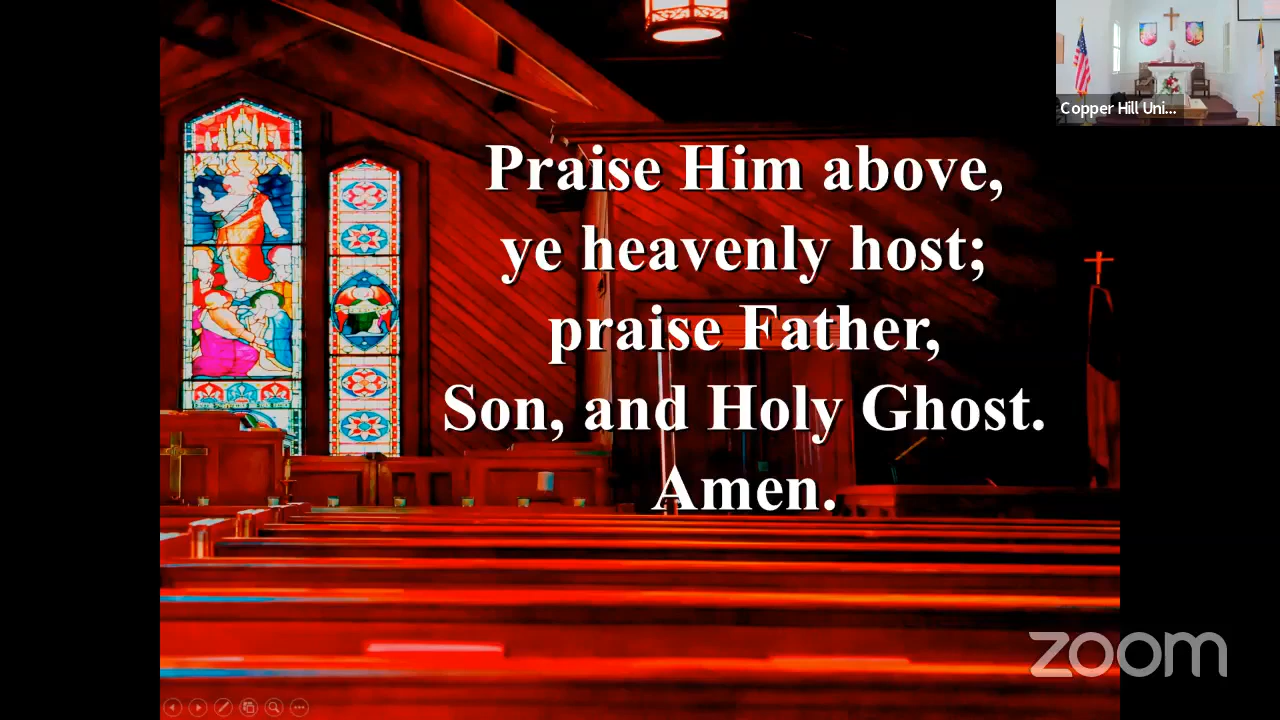 Praise Him above,
ye heavenly host;
praise Father,
Son, and Holy Ghost.
Amen.
Copper Hill Uni...
zoom